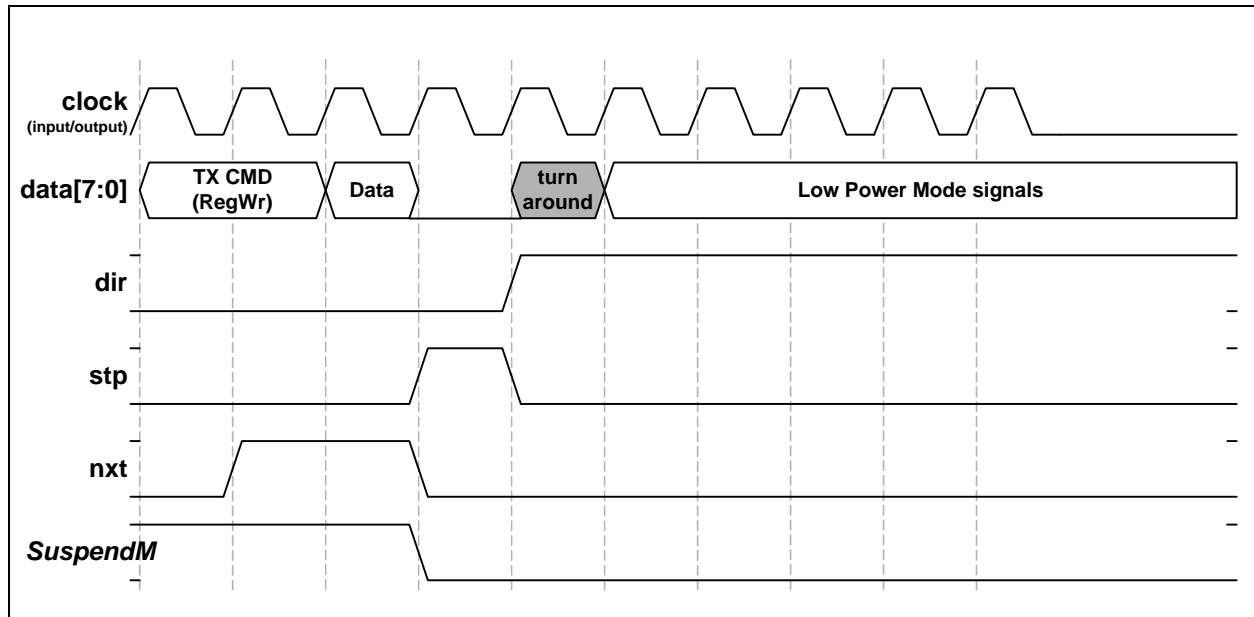 clock
(input/output)
data[7:0]
TX CMD
(RegWr)
Data
turn
around
Low Power Mode signals
dir
stp
nxt
SuspendM